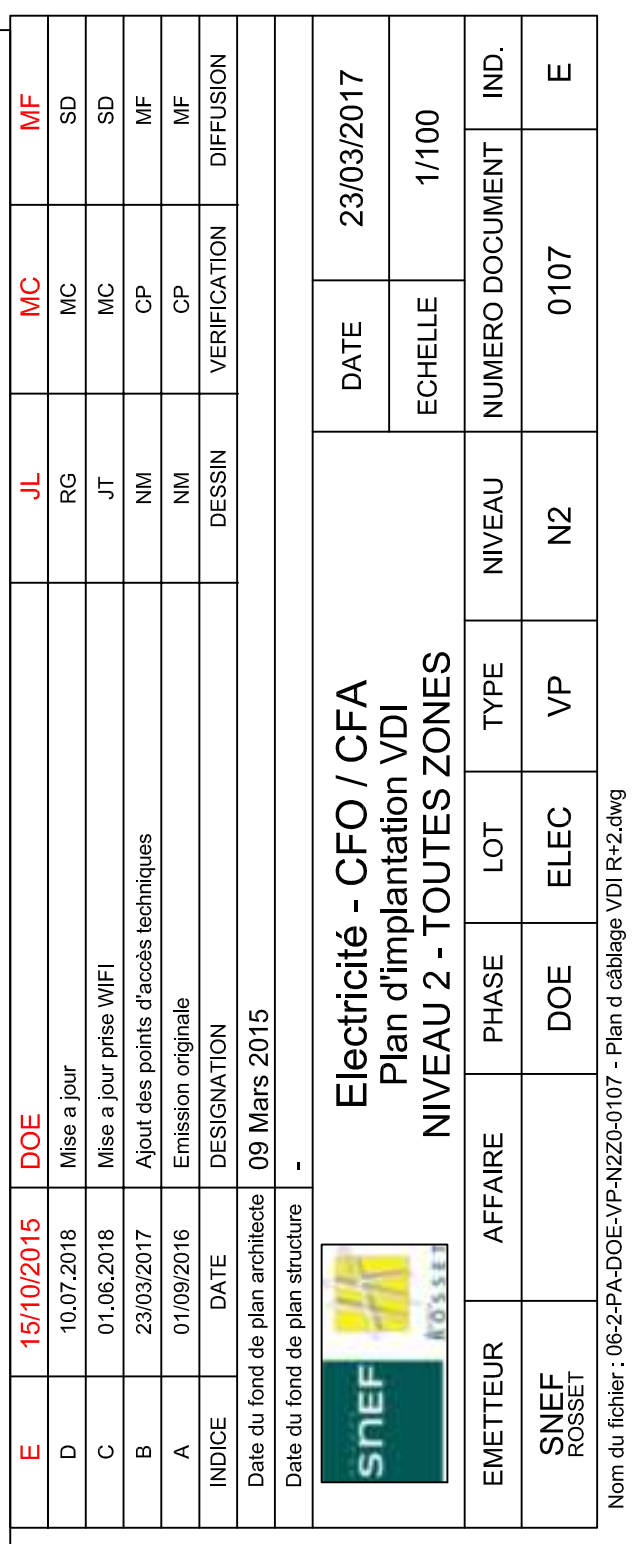 E 15/10/2015 DOE JL MC MF
D 10.07.2018 Mise a jour RG MC SD
C 01.06.2018 Mise a jour prise WIFI JT MC SD
B 23/03/2017 Ajout des points d'accès techniques NM CP MF
A 01/09/2016 Emission originale NM CP MF
INDICE DATE DESIGNATION DESSIN VERIFICATION DIFFUSION
Date du fond de plan architecte 09 Mars 2015
Date du fond de plan structure -
SNEF
ROSSET
Electricité - CFO / CFA
Plan d'implantation VDI
NIVEAU 2 - TOUTES ZONES
DATE 23/03/2017
ECHELLE 1/100
EMETTEUR AFFAIRE PHASE LOT TYPE NIVEAU NUMERO DOCUMENT IND.
SNEF DOE ELEC VP N2 0107 E
ROSSET
Nom du fichier : 06-2-PA-DOE-VP-N2Z0-0107 - Plan d câblage VDI R+2.dwg